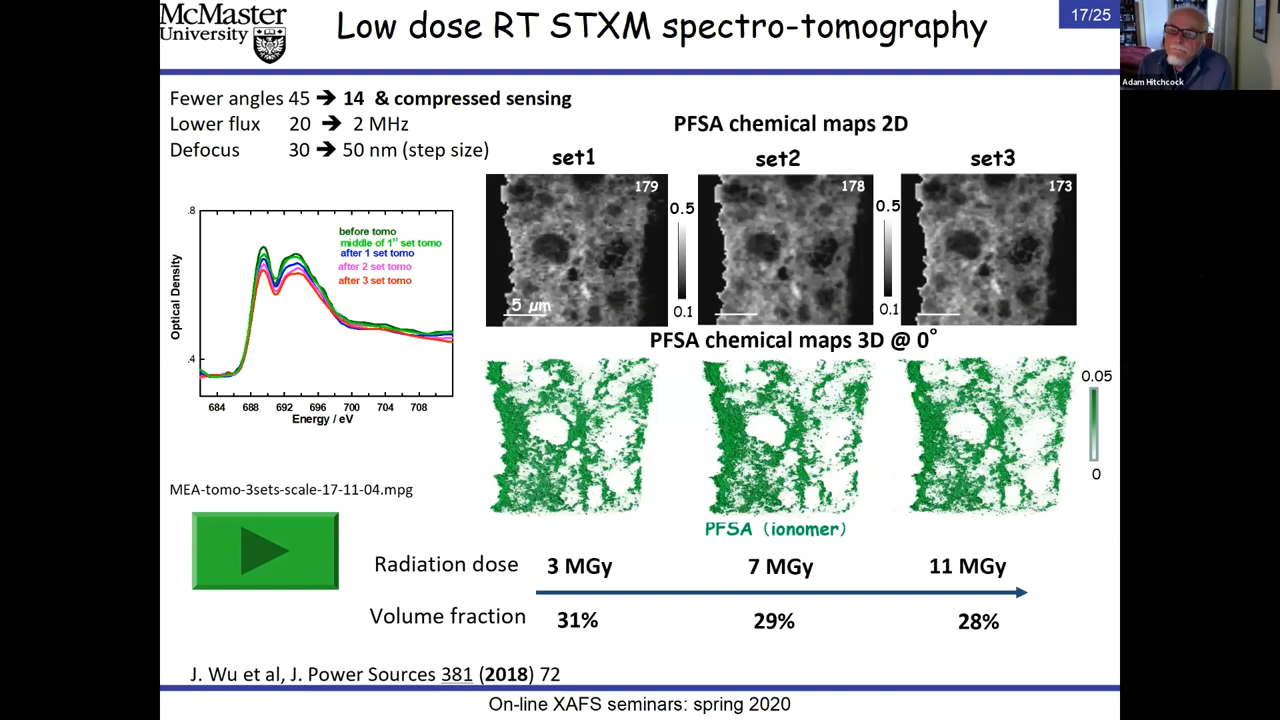 McMaster
University
Low dose RT STXM spectro-tomography
17/25
Adam Hitchcock
Fewer angles 45 → 14 & compressed sensing
Lower flux 20 → 2 MHz
Defocus 30 → 50 nm (step size)
PFSA chemical maps 2D
set1 set2 set3
179 178 173
0.5 0.5
0.1 0.1
5 µm
.8
.4
Optical Density
before tomo
middle of 1st set tomo
after 1 set tomo
after 2 set tomo
after 3 set tomo
684 688 692 696 700 704 708
Energy / eV
PFSA chemical maps 3D @ 0°
0.05
0
PFSA (ionomer)
MEA-tomo-3sets-scale-17-11-04.mpg
Radiation dose 3 MGy 7 MGy 11 MGy
Volume fraction 31% 29% 28%
J. Wu et al, J. Power Sources 381 (2018) 72
On-line XAFS seminars: spring 2020